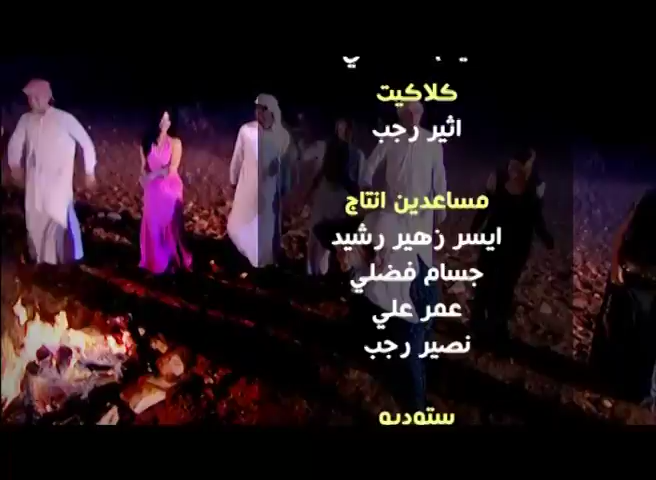 كلاكيت
اثير رجب
مساعدين انتاج
ايسر زهير رشيد
جسام فضلي
عمر علي
نصير رجب
ستوديو